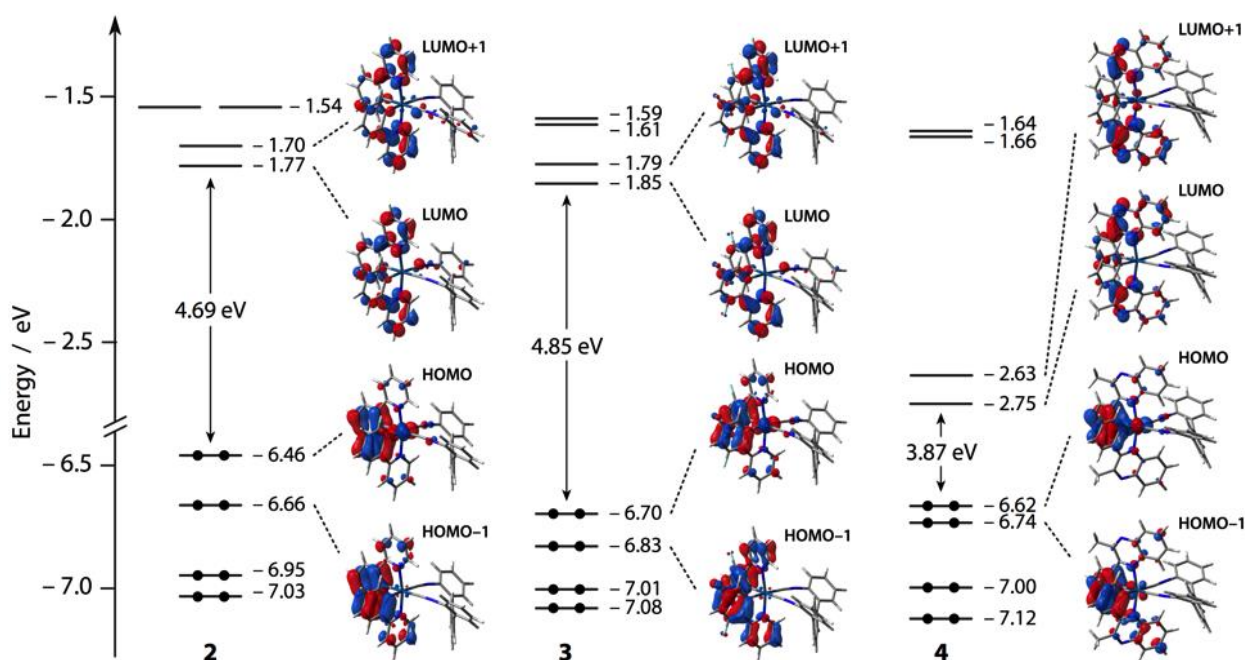 Energy / eV
– 1.5
– 2.0
– 2.5
– 6.5
– 7.0
– 1.54
– 1.70
– 1.77
4.69 eV
– 6.46
– 6.66
– 6.95
– 7.03
2
LUMO+1
LUMO
HOMO
HOMO–1
– 1.59
– 1.61
– 1.79
– 1.85
4.85 eV
– 6.70
– 6.83
– 7.01
– 7.08
3
LUMO+1
LUMO
HOMO
HOMO–1
– 1.64
– 1.66
– 2.63
– 2.75
3.87 eV
– 6.62
– 6.74
– 7.00
– 7.12
4
LUMO+1
LUMO
HOMO
HOMO–1